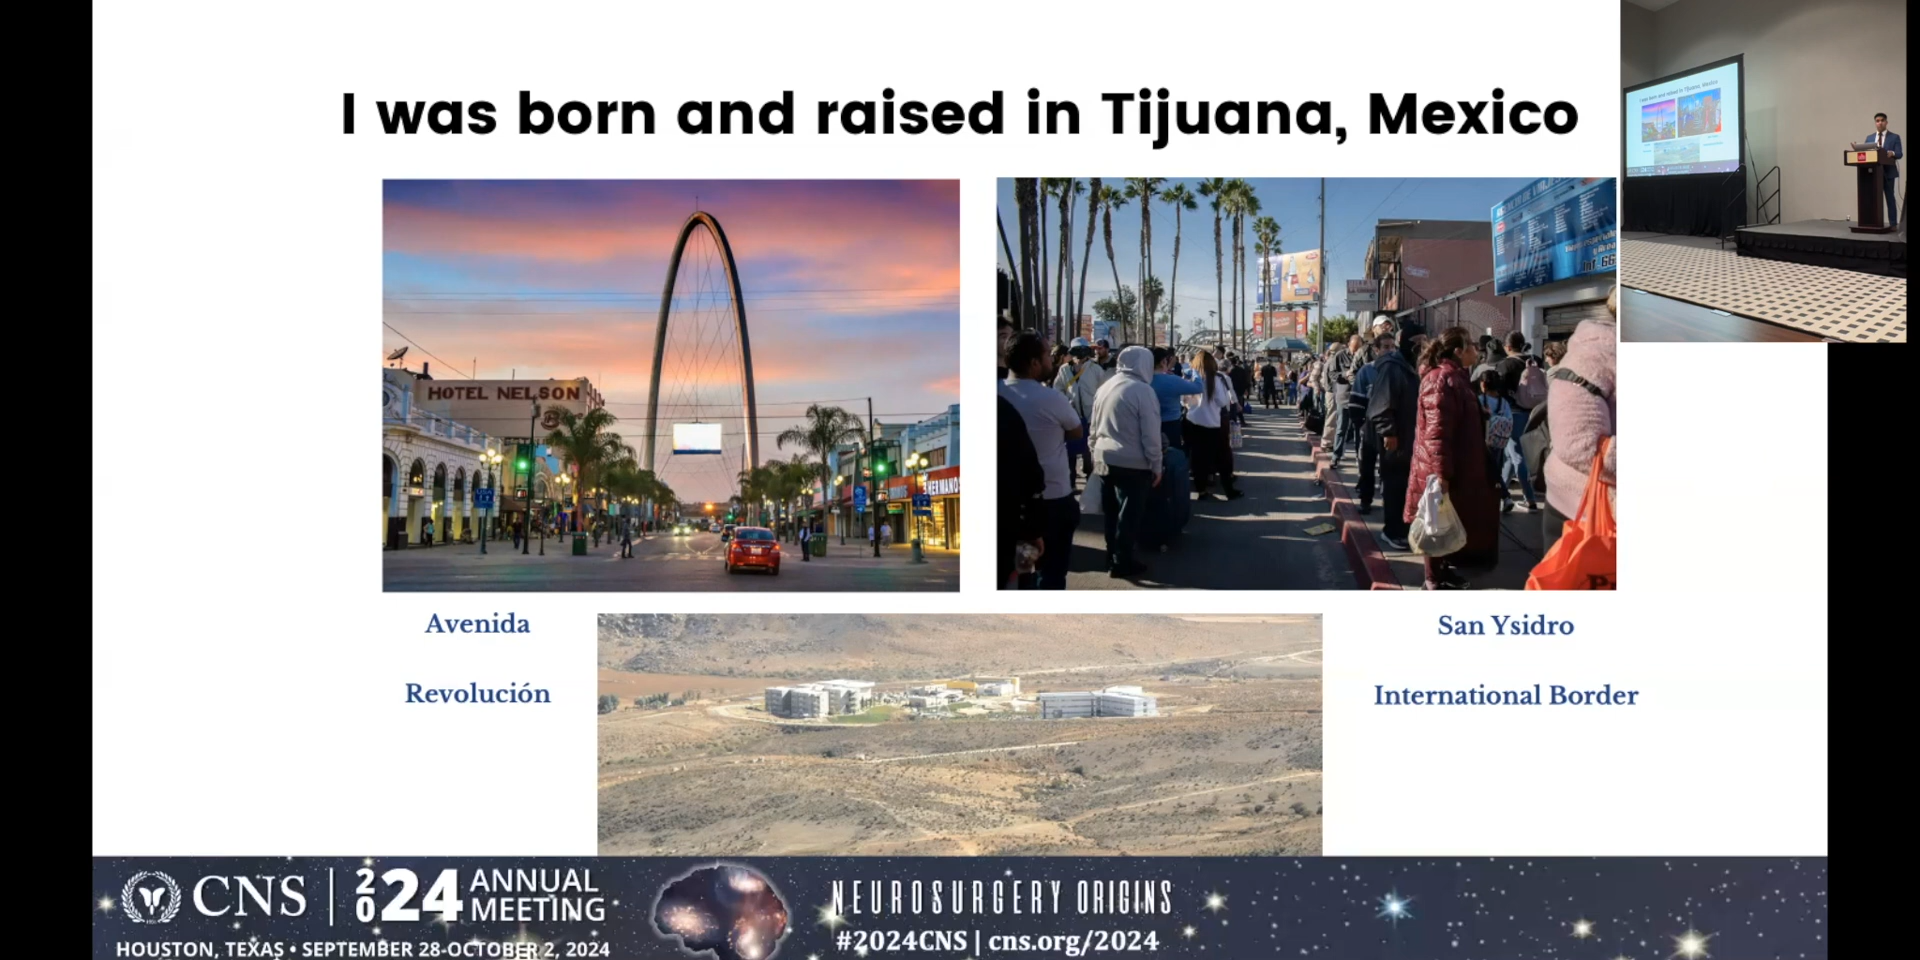 I was born and raised in Tijuana, Mexico
HOTEL NELSON
HERMANO
Avenida
Revolución
San Ysidro
International Border
CNS
2024 ANNUAL
MEETING
HOUSTON, TEXAS • SEPTEMBER 28-OCTOBER 2, 2024
NEUROSURGERY ORIGINS
#2024CNS | cns.org/2024